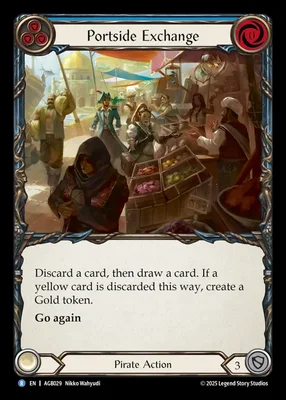 Portside Exchange
Discard a card, then draw a card. If a
yellow card is discarded this way, create a
Gold token.
Go again
Pirate Action
3
R EN | AGB029 Nikko Wahyudi
© 2025 Legend Story Studios